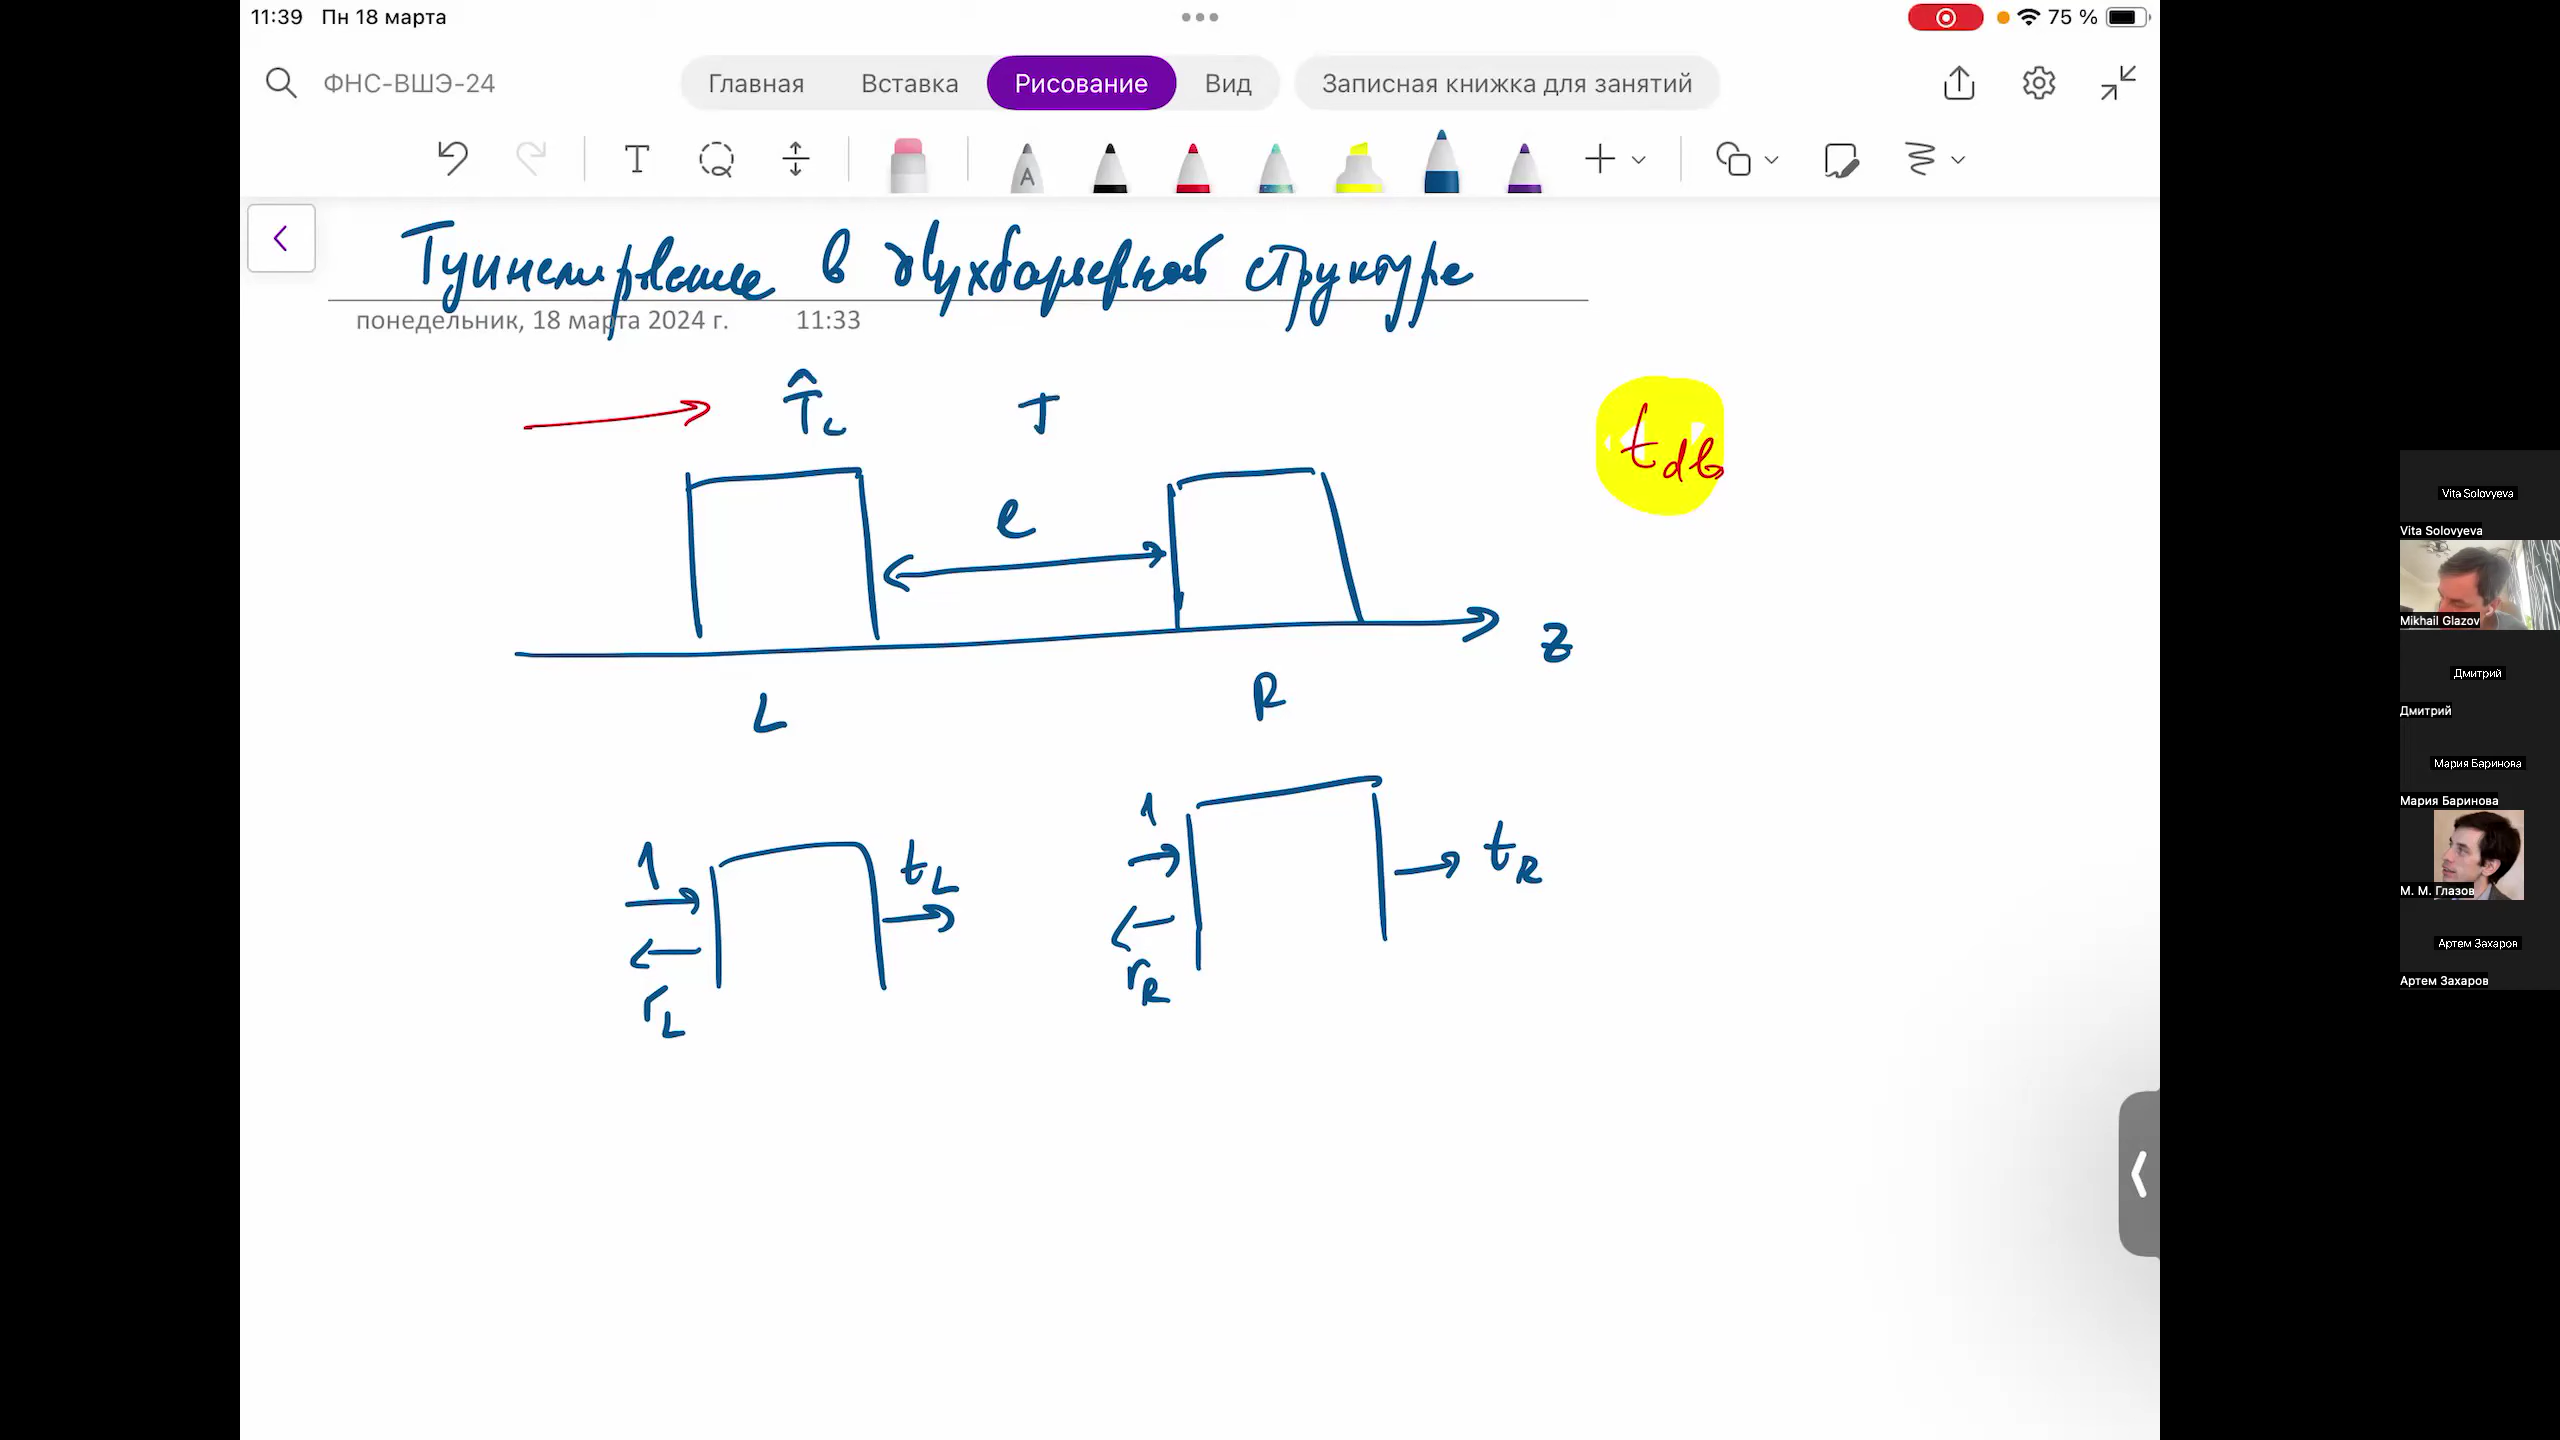 11:39 Пн 18 марта
75 %
ФНС-ВШЭ-24
Главная Вставка Рисование Вид Записная книжка для занятий
T
A
Туннелирование в двухбарьерной структуре
понедельник, 18 марта 2024 г. 11:33
T̂L
J
tdb
l
z
L
R
1
tL
rL
1
tR
rR
Vita Solovyeva
Vita Solovyeva
Mikhail Glazov
Дмитрий
Дмитрий
Мария Баринова
Мария Баринова
М. М. Глазов
Артем Захаров
Артем Захаров